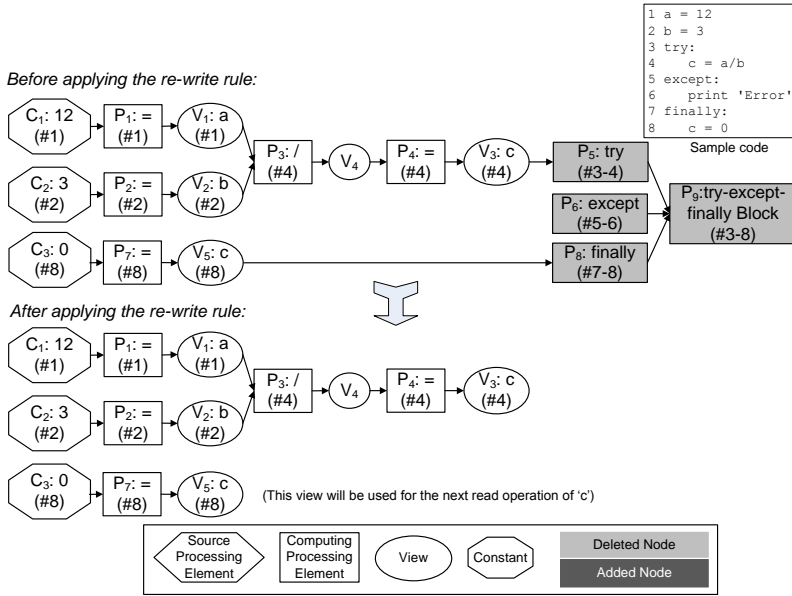 1 a = 12
2 b = 3
3 try:
4    c = a/b
5 except:
6    print 'Error'
7 finally:
8    c = 0
Sample code
Before applying the re-write rule:
C1: 12
(#1)
P1: =
(#1)
V1: a
(#1)
C2: 3
(#2)
P2: =
(#2)
V2: b
(#2)
P3: /
(#4)
V4
P4: =
(#4)
V3: c
(#4)
P5: try
(#3-4)
P6: except
(#5-6)
P9:try-except-
finally Block
(#3-8)
C3: 0
(#8)
P7: =
(#8)
V5: c
(#8)
P8: finally
(#7-8)
After applying the re-write rule:
C1: 12
(#1)
P1: =
(#1)
V1: a
(#1)
C2: 3
(#2)
P2: =
(#2)
V2: b
(#2)
P3: /
(#4)
V4
P4: =
(#4)
V3: c
(#4)
C3: 0
(#8)
P7: =
(#8)
V5: c
(#8)
(This view will be used for the next read operation of 'c')
Source
Processing
Element
Computing
Processing
Element
View
Constant
Deleted Node
Added Node